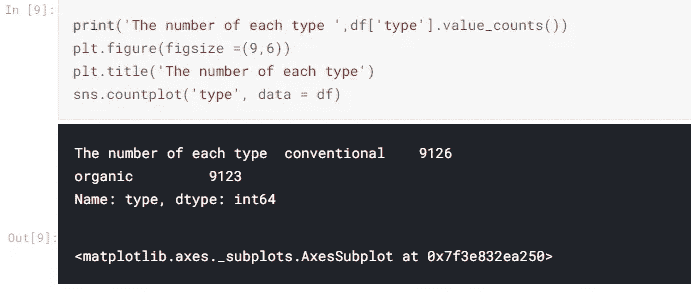 In [9]:
print('The number of each type ',df['type'].value_counts())
plt.figure(figsize =(9,6))
plt.title('The number of each type')
sns.countplot('type', data = df)
The number of each type  conventional    9126
organic         9123
Name: type, dtype: int64
Out[9]:
<matplotlib.axes._subplots.AxesSubplot at 0x7f3e832ea250>